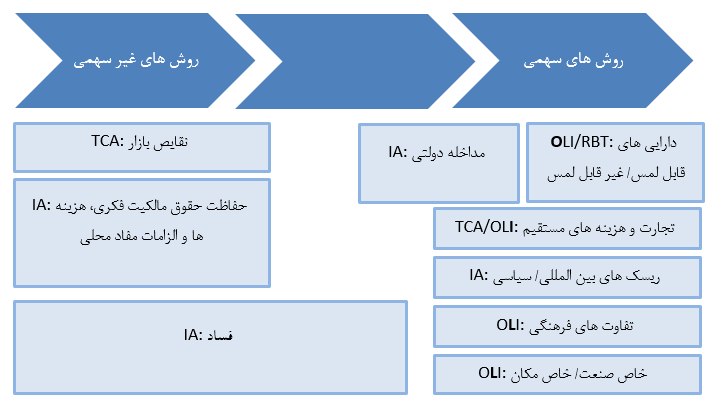 روش های سهمی
روش های غیر سهمی
OLI/RBT: دارایی های
قابل لمس/ غیر قابل لمس
IA: مداخله دولتی
TCA: نقایص بازار
IA: حفاظت حقوق مالکیت فکری، هزینه
ها و الزامات مفاد محلی
TCA/OLI: تجارت و هزینه های مستقیم
IA: ریسک های بین المللی/ سیاسی
OLI: تفاوت های فرهنگی
IA: فساد
OLI: خاص صنعت/ خاص مکان